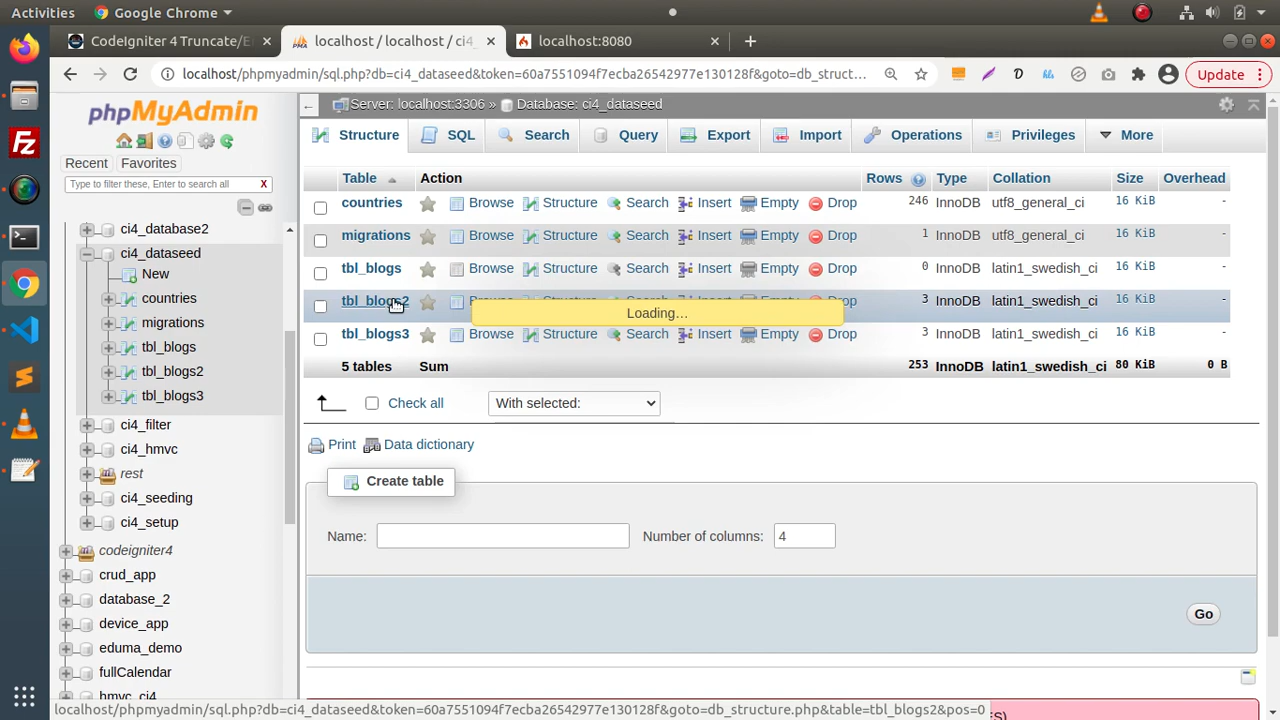 Activities Google Chrome
CodeIgniter 4 Truncate/E localhost / localhost / ci4_ localhost:8080
localhost/phpmyadmin/sql.php?db=ci4_dataseed&token=60a7551094f7ecba26542977e130128f&goto=db_struct... Update
phpMyAdmin
Recent Favorites
Type to filter these, Enter to search all X
ci4_database2
ci4_dataseed
New
countries
migrations
tbl_blogs
tbl_blogs2
tbl_blogs3
ci4_filter
ci4_hmvc
rest
ci4_seeding
ci4_setup
codeigniter4
crud_app
database_2
device_app
eduma_demo
fullCalendar
hmvc_ci4
Server: localhost:3306 » Database: ci4_dataseed
Structure SQL Search Query Export Import Operations Privileges More
Table Action Rows Type Collation Size Overhead
countries Browse Structure Search Insert Empty Drop 246 InnoDB utf8_general_ci 16 KiB -
migrations Browse Structure Search Insert Empty Drop 1 InnoDB utf8_general_ci 16 KiB -
tbl_blogs Browse Structure Search Insert Empty Drop 0 InnoDB latin1_swedish_ci 16 KiB -
tbl_blogs2 Browse Structure Search Insert Empty Drop 3 InnoDB latin1_swedish_ci 16 KiB -
Loading...
tbl_blogs3 Browse Structure Search Insert Empty Drop 3 InnoDB latin1_swedish_ci 16 KiB -
5 tables Sum 253 InnoDB latin1_swedish_ci 80 KiB 0 B
Check all With selected:
Print Data dictionary
Create table
Name: Number of columns: 4
Go
localhost/phpmyadmin/sql.php?db=ci4_dataseed&token=60a7551094f7ecba26542977e130128f&goto=db_structure.php&table=tbl_blogs2&pos=0